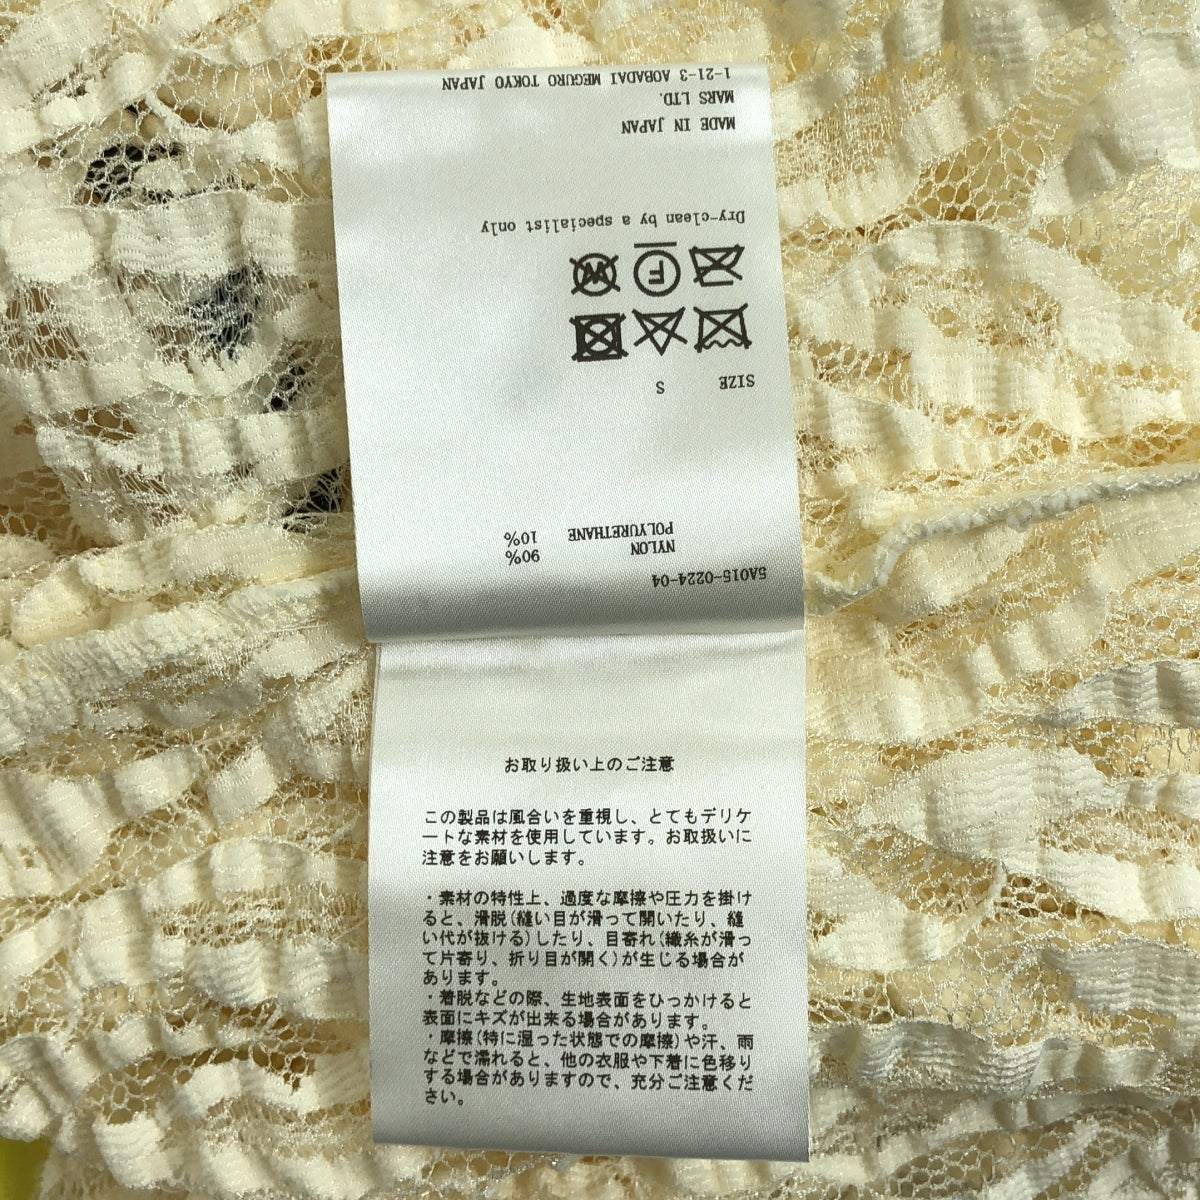 5A015-0224-04
NYLON 90%
POLYURETHANE 10%
SIZE S
F
W
Dry-clean by a specialist only
MADE IN JAPAN
MARS LTD.
1-21-3 AOBADAI MEGURO TOKYO JAPAN
お取り扱い上のご注意
この製品は風合いを重視し、とてもデリケ
ートな素材を使用しています。お取扱いに
注意をお願いします。
・素材の特性上、過度な摩擦や圧力を掛け
ると、滑脱(縫い目が滑って開いたり、縫
い代が抜ける)したり、目寄れ(織糸が滑っ
て片寄り、折り目が開く)が生じる場合が
あります。
・着脱などの際、生地表面をひっかけると
表面にキズが出来る場合があります。
・摩擦(特に湿った状態での摩擦)や汗、雨
などで濡れると、他の衣服や下着に色移り
する場合がありますので、充分ご注意くだ
さい。